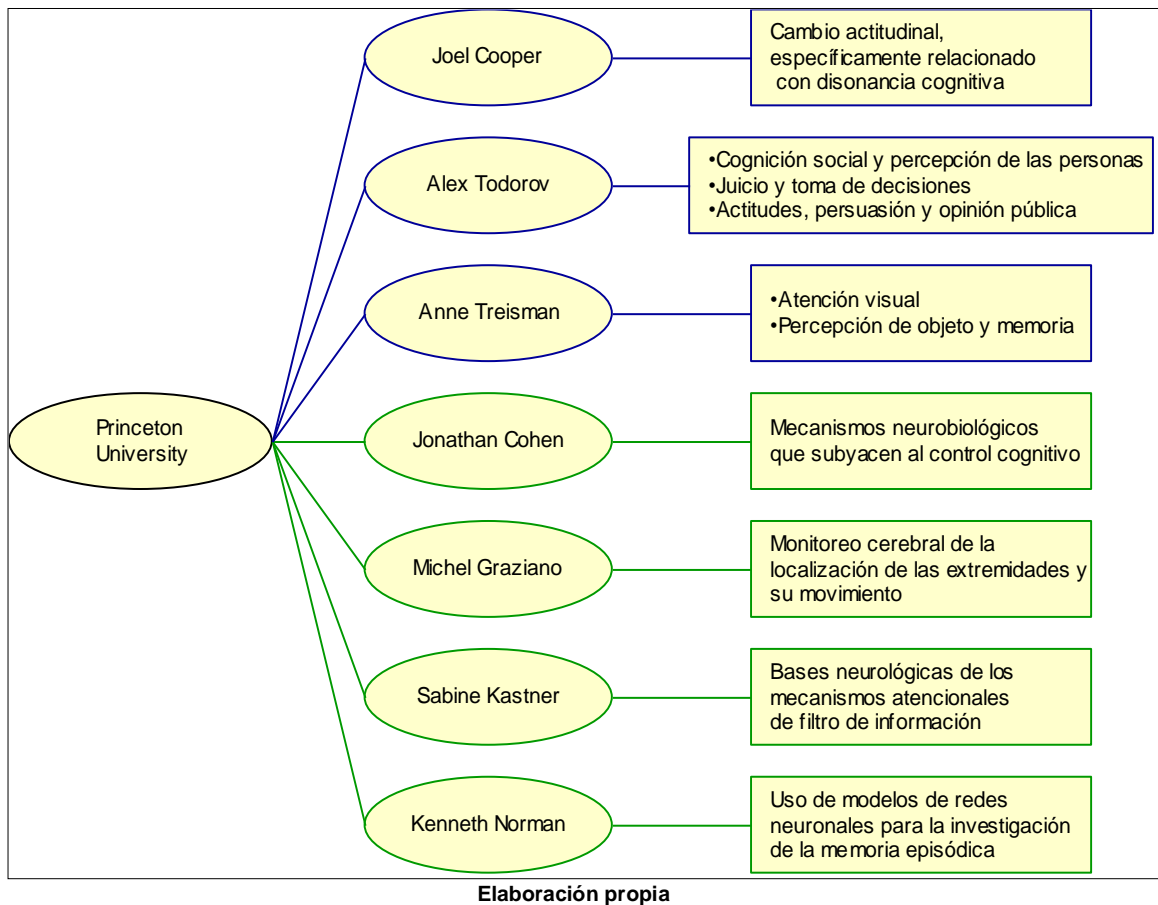 Joel Cooper
Cambio actitudinal,
específicamente relacionado
con disonancia cognitiva
Alex Todorov
•Cognición social y percepción de las personas
•Juicio y toma de decisiones
•Actitudes, persuasión y opinión pública
Anne Treisman
•Atención visual
•Percepción de objeto y memoria
Princeton
University
Jonathan Cohen
Mecanismos neurobiológicos
que subyacen al control cognitivo
Michel Graziano
Monitoreo cerebral de la
localización de las extremidades y
su movimiento
Sabine Kastner
Bases neurológicas de los
mecanismos atencionales
de filtro de información
Kenneth Norman
Uso de modelos de redes
neuronales para la investigación
de la memoria episódica
Elaboración propia